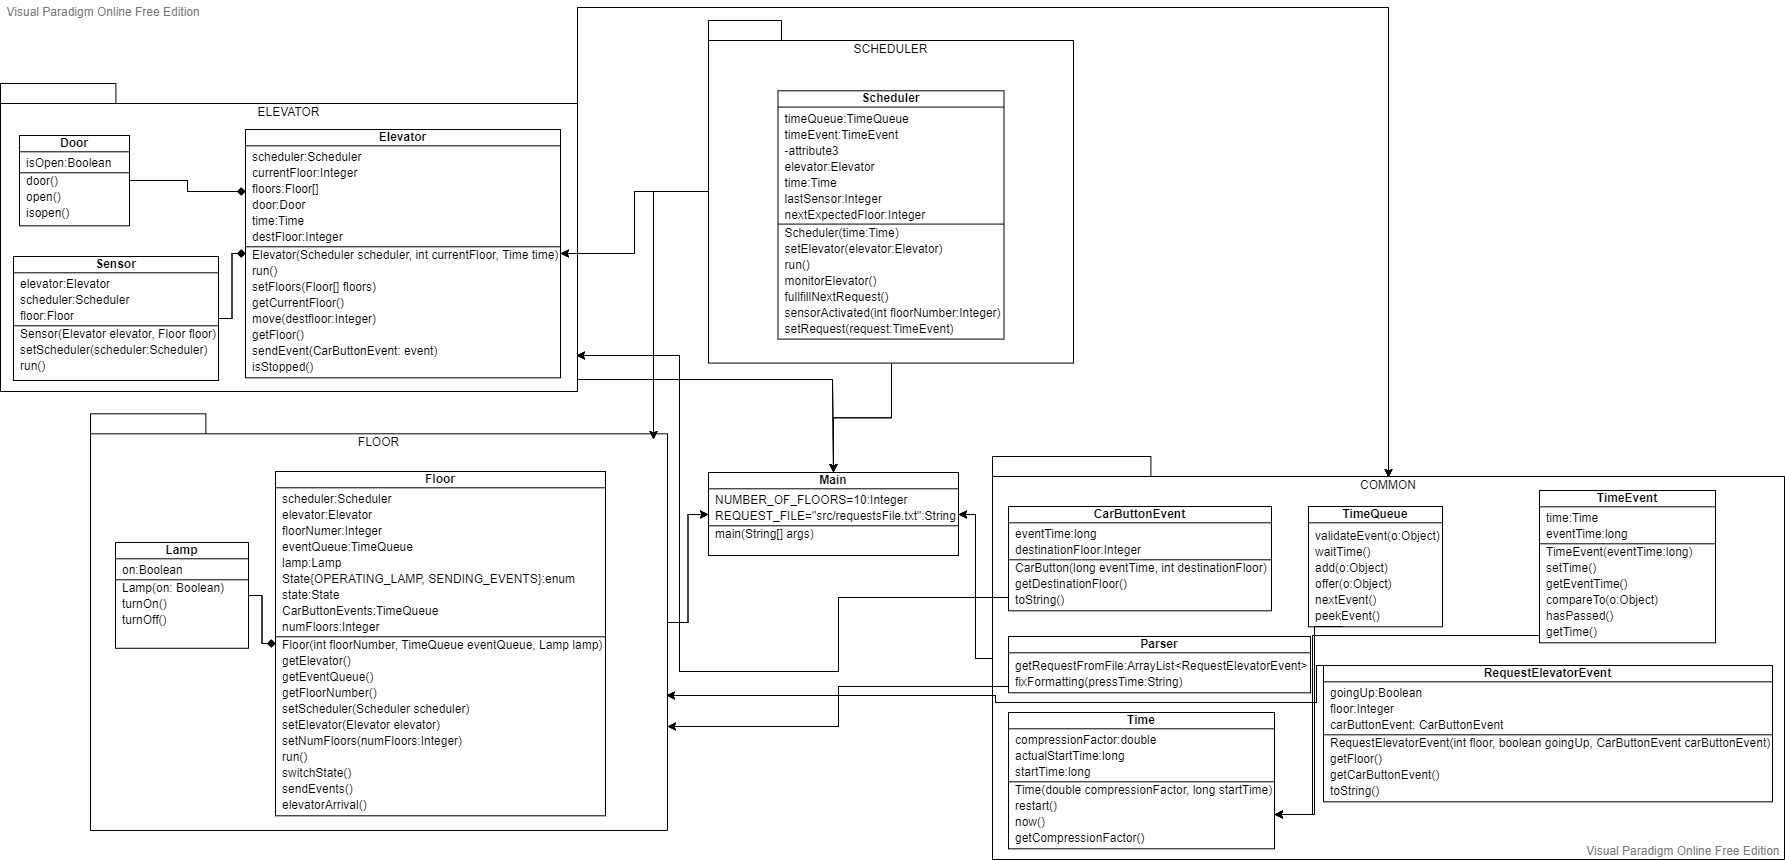 Visual Paradigm Online Free Edition
SCHEDULER
Scheduler
timeQueue:TimeQueue
timeEvent:TimeEvent
-attribute3
elevator:Elevator
time:Time
lastSensor:Integer
nextExpectedFloor:Integer
Scheduler(time:Time)
setElevator(elevator:Elevator)
run()
monitorElevator()
fullfillNextRequest()
sensorActivated(int floorNumber:Integer)
setRequest(request:TimeEvent)
ELEVATOR
Door
isOpen:Boolean
door()
open()
isopen()
Elevator
scheduler:Scheduler
currentFloor:Integer
floors:Floor[]
door:Door
time:Time
destFloor:Integer
Elevator(Scheduler scheduler, int currentFloor, Time time)
run()
setFloors(Floor[] floors)
getCurrentFloor()
move(destfloor:Integer)
getFloor()
sendEvent(CarButtonEvent: event)
isStopped()
Sensor
elevator:Elevator
scheduler:Scheduler
floor:Floor
Sensor(Elevator elevator, Floor floor)
setScheduler(scheduler:Scheduler)
run()
FLOOR
Floor
scheduler:Scheduler
elevator:Elevator
floorNumer:Integer
eventQueue:TimeQueue
lamp:Lamp
State{OPERATING_LAMP, SENDING_EVENTS}:enum
state:State
CarButtonEvents:TimeQueue
numFloors:Integer
Floor(int floorNumber, TimeQueue eventQueue, Lamp lamp)
getElevator()
getEventQueue()
getFloorNumber()
setScheduler(Scheduler scheduler)
setElevator(Elevator elevator)
setNumFloors(numFloors:Integer)
run()
switchState()
sendEvents()
elevatorArrival()
Lamp
on:Boolean
Lamp(on: Boolean)
turnOn()
turnOff()
Main
NUMBER_OF_FLOORS=10:Integer
REQUEST_FILE="src/requestsFile.txt":String
main(String[] args)
COMMON
CarButtonEvent
eventTime:long
destinationFloor:Integer
CarButton(long eventTime, int destinationFloor)
getDestinationFloor()
toString()
TimeQueue
validateEvent(o:Object)
waitTime()
add(o:Object)
offer(o:Object)
nextEvent()
peekEvent()
TimeEvent
time:Time
eventTime:long
TimeEvent(eventTime:long)
setTime()
getEventTime()
compareTo(o:Object)
hasPassed()
getTime()
Parser
getRequestFromFile:ArrayList<RequestElevatorEvent>
fixFormatting(pressTime:String)
RequestElevatorEvent
goingUp:Boolean
floor:Integer
carButtonEvent: CarButtonEvent
RequestElevatorEvent(int floor, boolean goingUp, CarButtonEvent carButtonEvent)
getFloor()
getCarButtonEvent()
toString()
Time
compressionFactor:double
actualStartTime:long
startTime:long
Time(double compressionFactor, long startTime)
restart()
now()
getCompressionFactor()
Visual Paradigm Online Free Edition